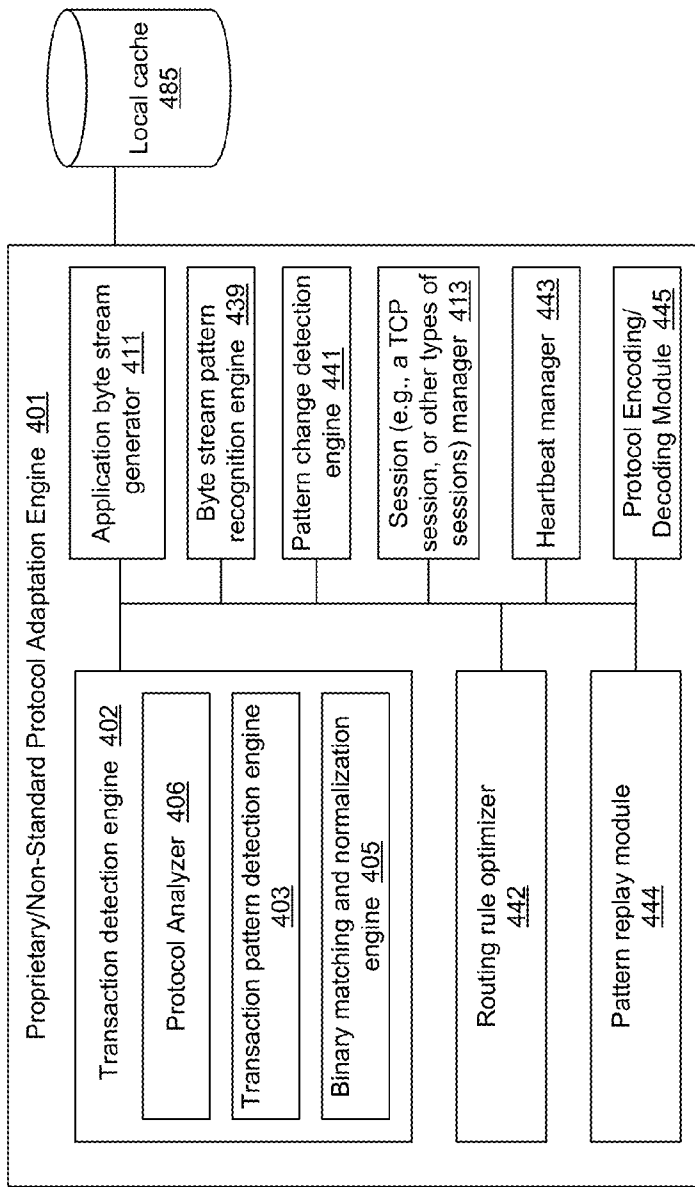 Proprietary/Non-Standard Protocol Adaptation Engine 401
Transaction detection engine 402
Protocol Analyzer 406
Transaction pattern detection engine
403
Binary matching and normalization
engine 405
Routing rule optimizer
442
Pattern replay module
444
Application byte stream
generator 411
Byte stream pattern
recognition engine 439
Pattern change detection
engine 441
Session (e.g., a TCP
session, or other types of
sessions) manager 413
Heartbeat manager 443
Protocol Encoding/
Decoding Module 445
Local cache
485